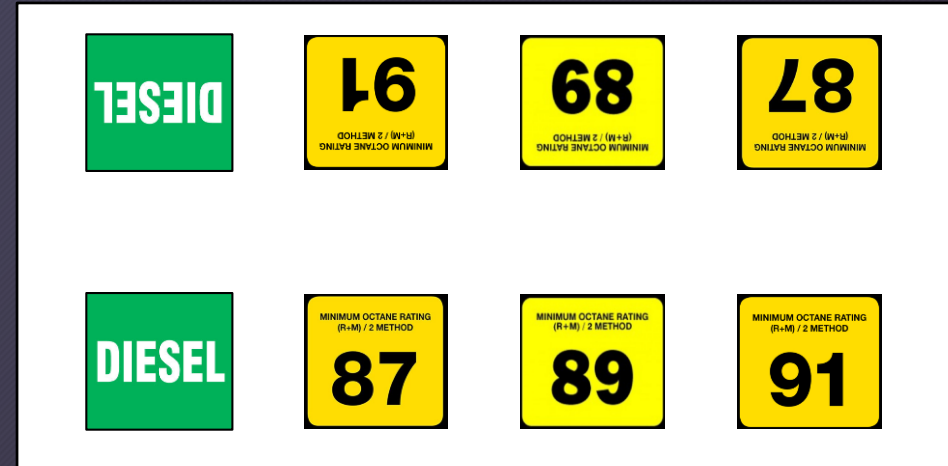 DIESEL
MINIMUM OCTANE RATING
(R+M) / 2 METHOD
91
MINIMUM OCTANE RATING
(R+M) / 2 METHOD
89
MINIMUM OCTANE RATING
(R+M) / 2 METHOD
87
DIESEL
MINIMUM OCTANE RATING
(R+M) / 2 METHOD
87
MINIMUM OCTANE RATING
(R+M) / 2 METHOD
89
MINIMUM OCTANE RATING
(R+M) / 2 METHOD
91